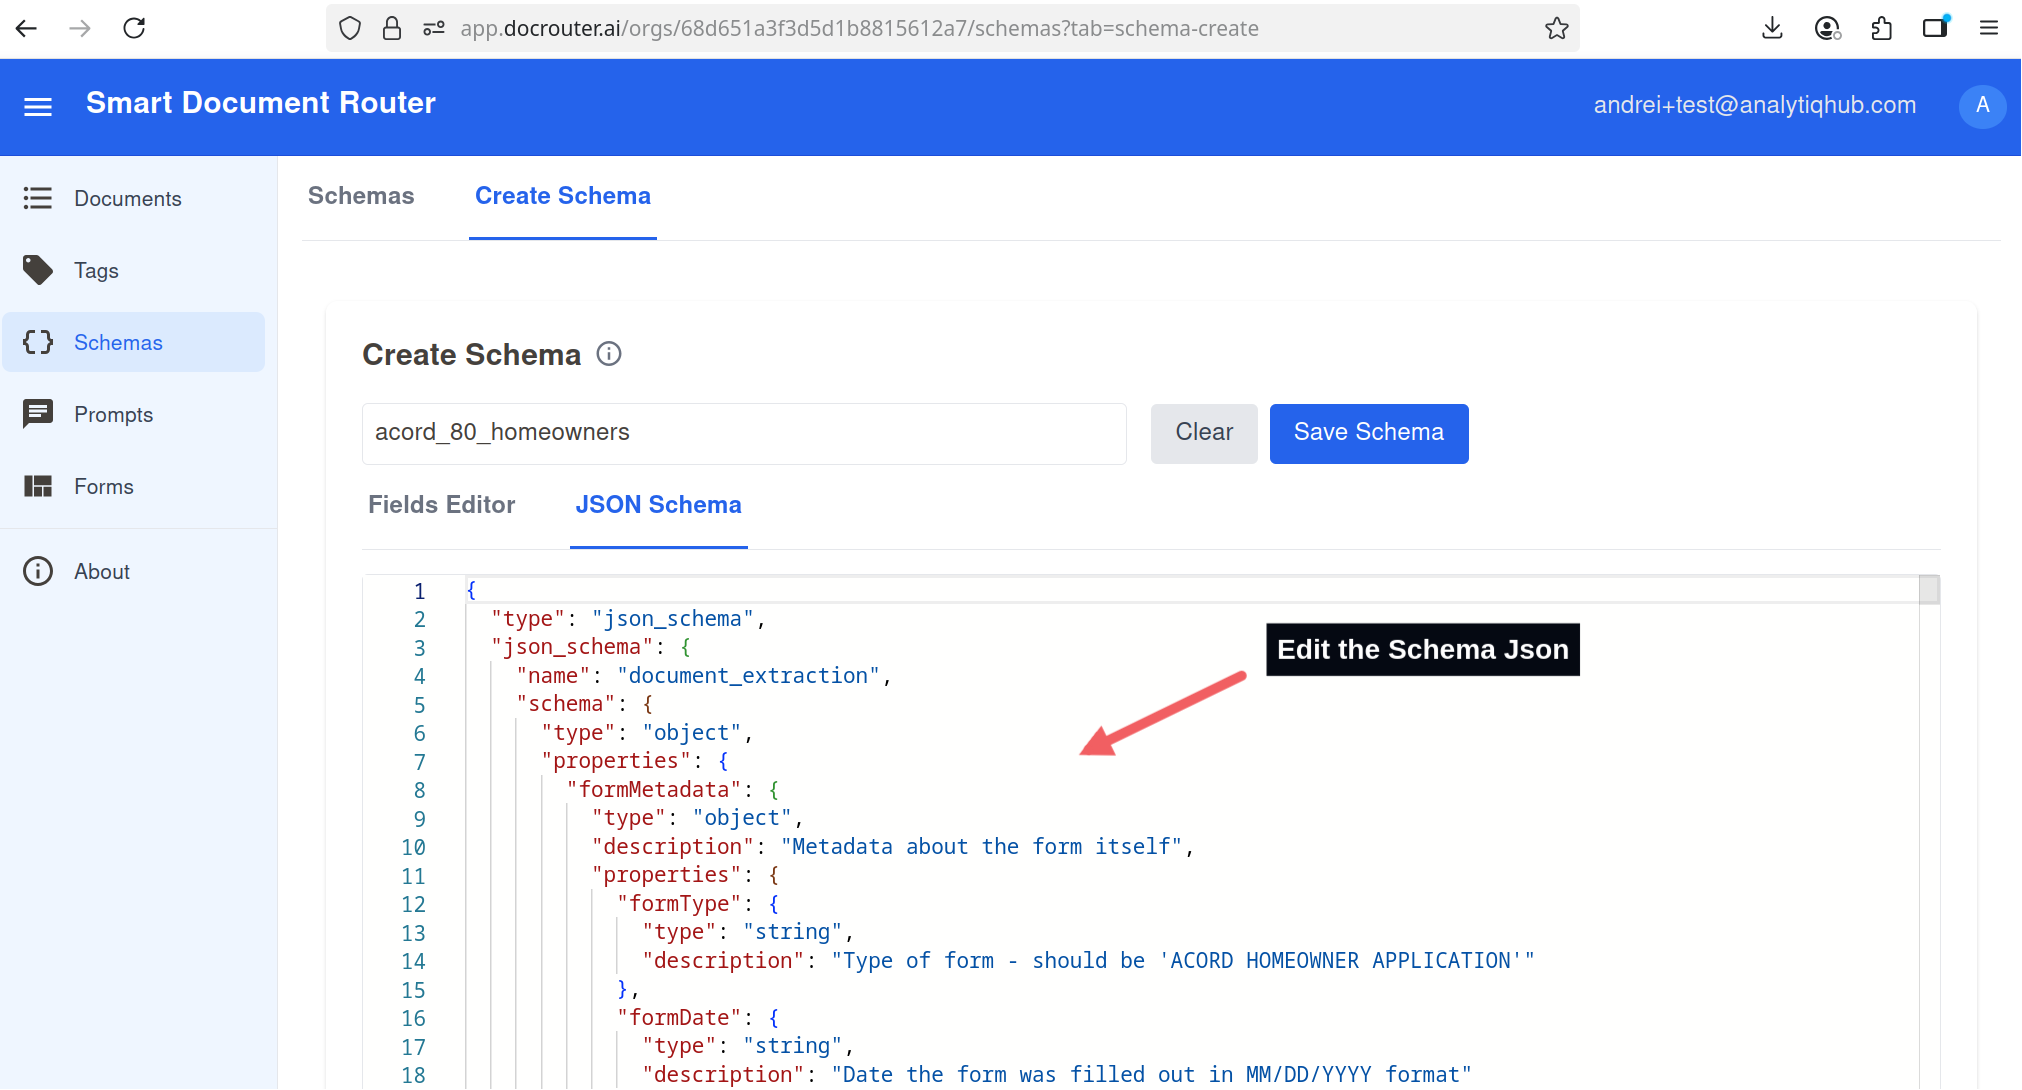 app.docrouter.ai/orgs/68d651a3f3d5d1b8815612a7/schemas?tab=schema-create
Smart Document Router
andrei+test@analytiqhub.com
A
Documents
Tags
Schemas
Prompts
Forms
About
Schemas
Create Schema
Create Schema
acord_80_homeowners
Clear
Save Schema
Fields Editor
JSON Schema
Edit the Schema Json
1 {
2 "type": "json_schema",
3 "json_schema": {
4 "name": "document_extraction",
5 "schema": {
6 "type": "object",
7 "properties": {
8 "formMetadata": {
9 "type": "object",
10 "description": "Metadata about the form itself",
11 "properties": {
12 "formType": {
13 "type": "string",
14 "description": "Type of form - should be 'ACORD HOMEOWNER APPLICATION'"
15 },
16 "formDate": {
17 "type": "string",
18 "description": "Date the form was filled out in MM/DD/YYYY format"